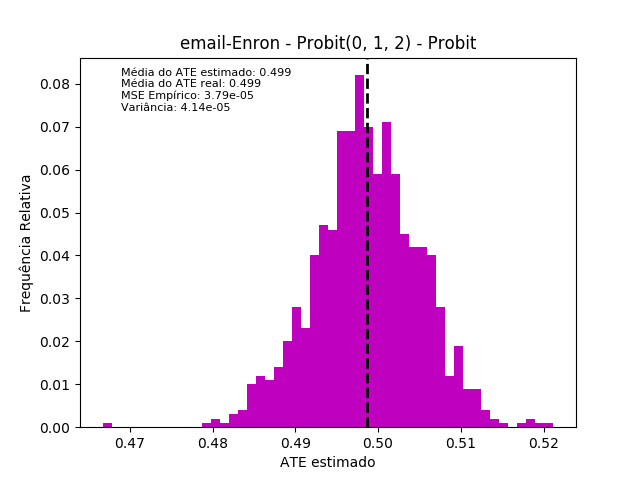 email-Enron - Probit(0, 1, 2) - Probit
Média do ATE estimado: 0.499
Média do ATE real: 0.499
MSE Empírico: 3.79e-05
Variância: 4.14e-05
Frequência Relativa
0.08
0.07
0.06
0.05
0.04
0.03
0.02
0.01
0.00
0.47 0.48 0.49 0.50 0.51 0.52
ATE estimado